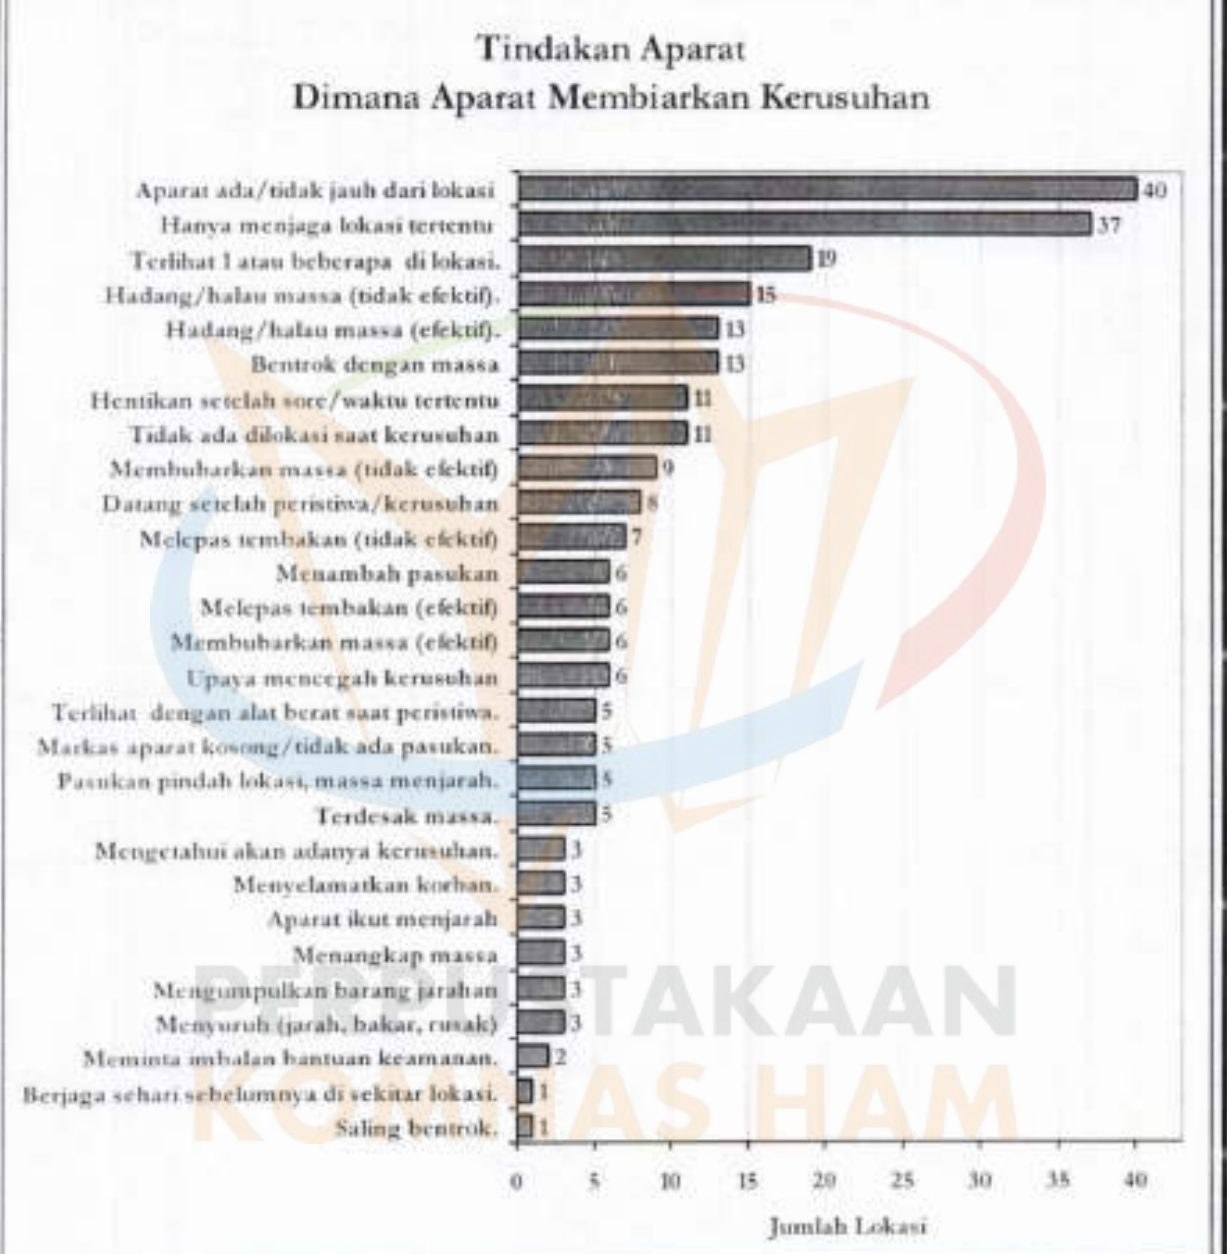 Tindakan Aparat
Dimana Aparat Membiarkan Kerusuhan
Aparat ada/tidak jauh dari lokasi 40
Hanya menjaga lokasi tertentu 37
Terlihat 1 atau beberapa di lokasi. 19
Hadang/halau massa (tidak efektif). 15
Hadang/halau massa (efektif). 13
Bentrok dengan massa 13
Hentikan setelah sore/waktu tertentu 11
Tidak ada dilokasi saat kerusuhan 11
Membubarkan massa (tidak efektif) 9
Datang setelah peristiwa/kerusuhan 8
Melepas tembakan (tidak efektif) 7
Menambah pasukan 6
Melepas tembakan (efektif) 6
Membubarkan massa (efektif) 6
Upaya mencegah kerusuhan 6
Terlihat dengan alat berat saat peristiwa. 5
Markas aparat kosong/tidak ada pasukan. 5
Pasukan pindah lokasi, massa menjarah. 5
Terdesak massa. 5
Mengetahui akan adanya kerusuhan. 3
Menyelamatkan korban. 3
Aparat ikut menjarah 3
Menangkap massa 3
Mengumpulkan barang jarahan 3
Menyuruh (jarah, bakar, rusak) 3
Meminta imbalan bantuan keamanan. 2
Berjaga sehari sebelumnya di sekitar lokasi. 1
Saling bentrok. 1
0 5 10 15 20 25 30 35 40
Jumlah Lokasi
PERPUSTAKAAN
KOMNAS HAM